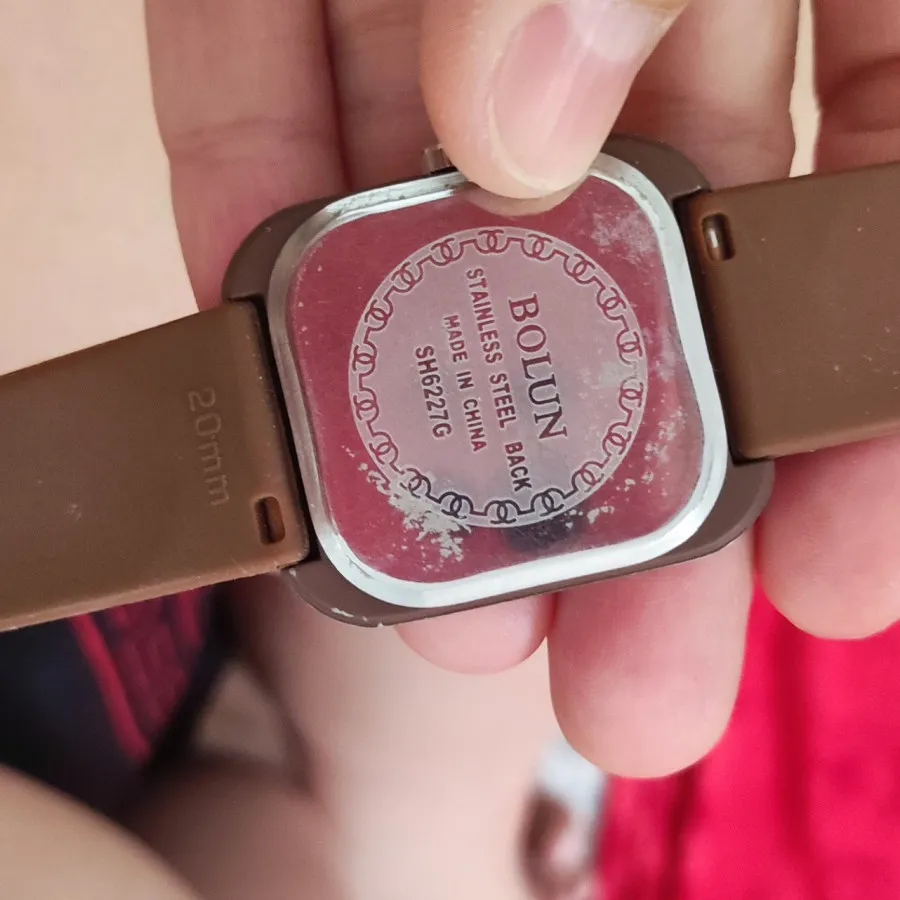 BOLUN
STAINLESS STEEL BACK
MADE IN CHINA
SH6227G
20mm